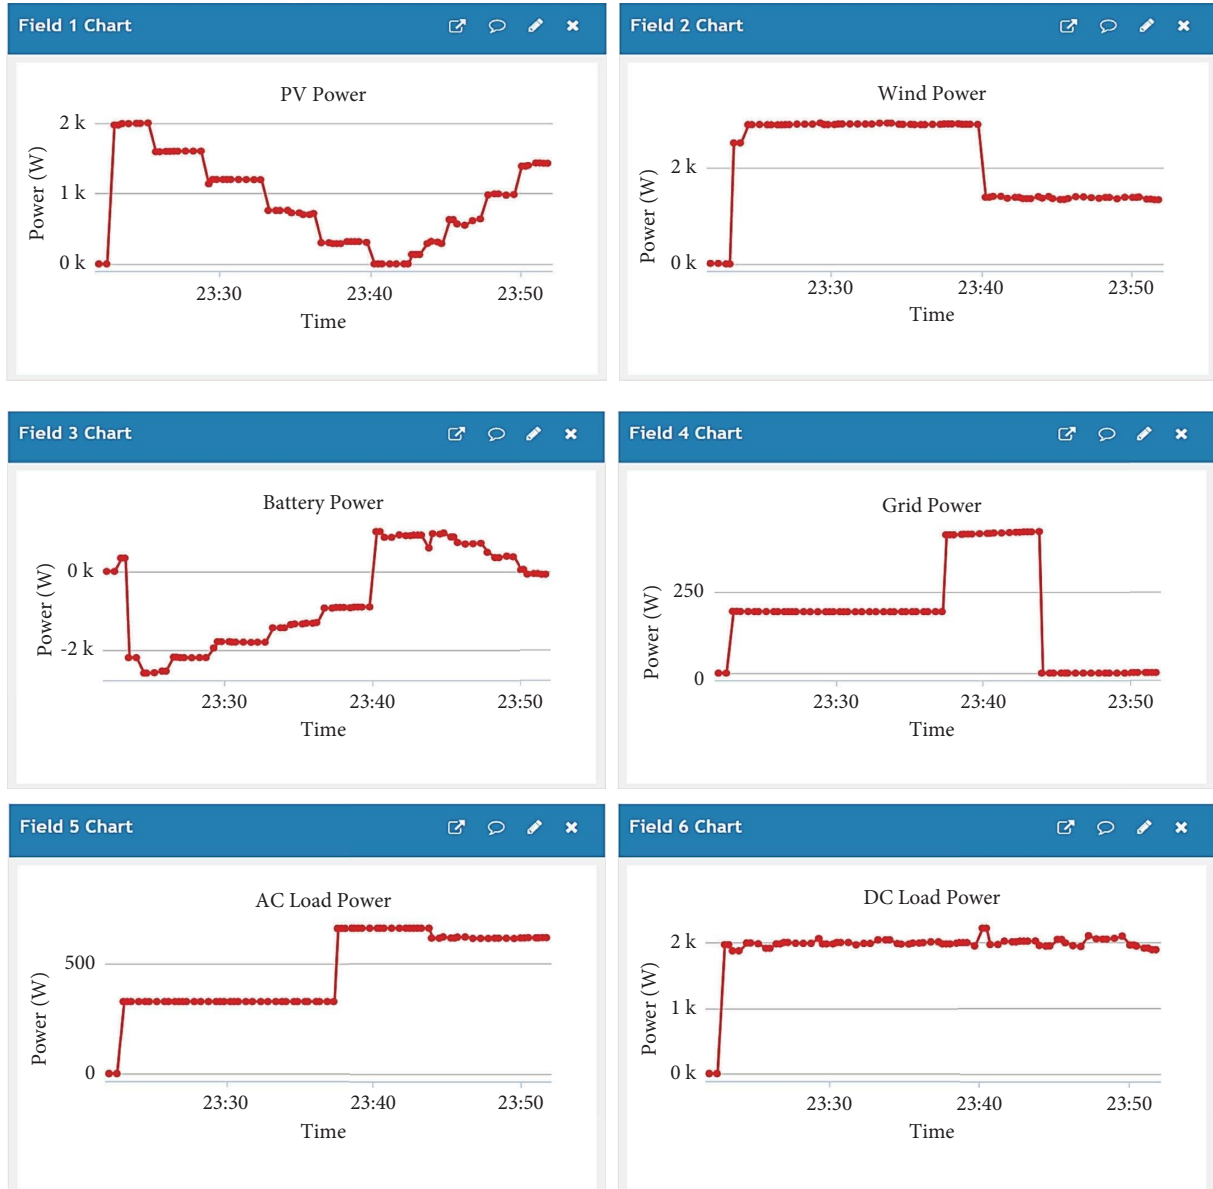 Field 1 Chart
PV Power
Power (W)
2 k
1 k
0 k
23:30
23:40
23:50
Time
Field 2 Chart
Wind Power
Power (W)
2 k
0 k
23:30
23:40
23:50
Time
Field 3 Chart
Battery Power
Power (W)
0 k
-2 k
23:30
23:40
23:50
Time
Field 4 Chart
Grid Power
Power (W)
250
0
23:30
23:40
23:50
Time
Field 5 Chart
AC Load Power
Power (W)
500
0
23:30
23:40
23:50
Time
Field 6 Chart
DC Load Power
Power (W)
2 k
1 k
0 k
23:30
23:40
23:50
Time